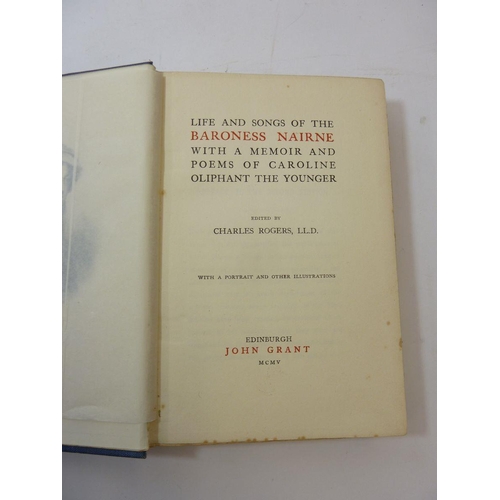 LIFE AND SONGS OF THE
BARONESS NAIRNE
WITH A MEMOIR AND
POEMS OF CAROLINE
OLIPHANT THE YOUNGER
EDITED BY
CHARLES ROGERS, LL.D.
WITH A PORTRAIT AND OTHER ILLUSTRATIONS
EDINBURGH
JOHN GRANT
MCMV